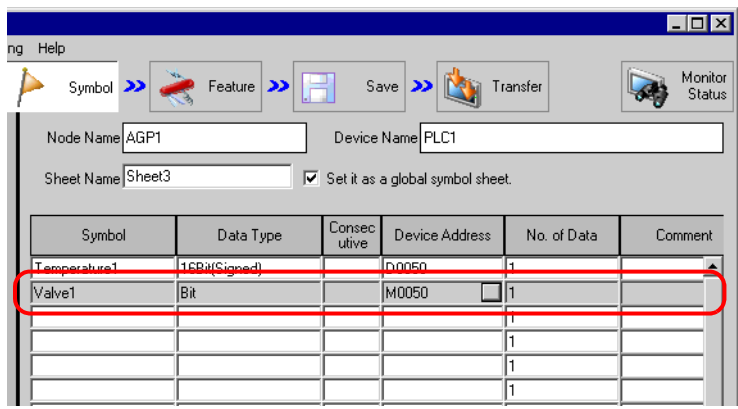 ng Help
Symbol Feature Save Transfer Monitor Status
Node Name AGP1 Device Name PLC1
Sheet Name Sheet3 Set it as a global symbol sheet.
Symbol Data Type Consec utive Device Address No. of Data Comment
Temperature1 16Bit(Signed) D0050 1
Valve1 Bit M0050 1
1
1
1
1